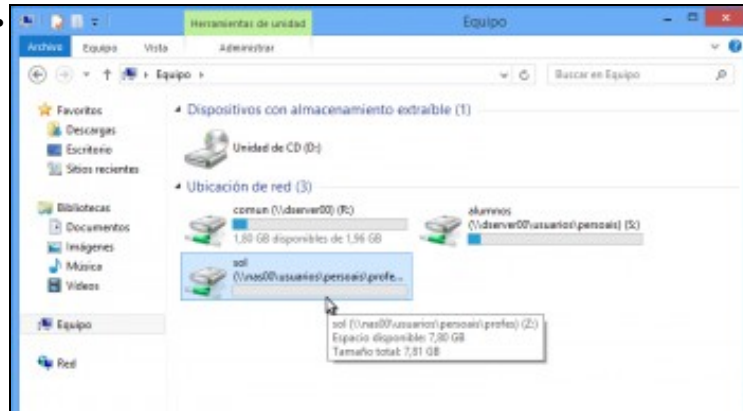 Herramientas de unidad
Equipo
Archivo
Equipo
Vista
Administrar
Equipo
Buscar en Equipo
Favoritos
Descargas
Escritorio
Sitios recientes
Bibliotecas
Documentos
Imágenes
Música
Vídeos
Equipo
Red
Dispositivos con almacenamiento extraíble (1)
Unidad de CD (D:)
Ubicación de red (3)
comun (\\dserver00) (R:)
1,80 GB disponibles de 1,96 GB
alumnos
(\\dserver00\usuarios\persoais) (S:)
sol
(\\nas00\usuarios\persoais\profe...
sol (\\nas00\usuarios\persoais\profes) (Z:)
Espacio disponible: 7,80 GB
Tamaño total: 7,81 GB